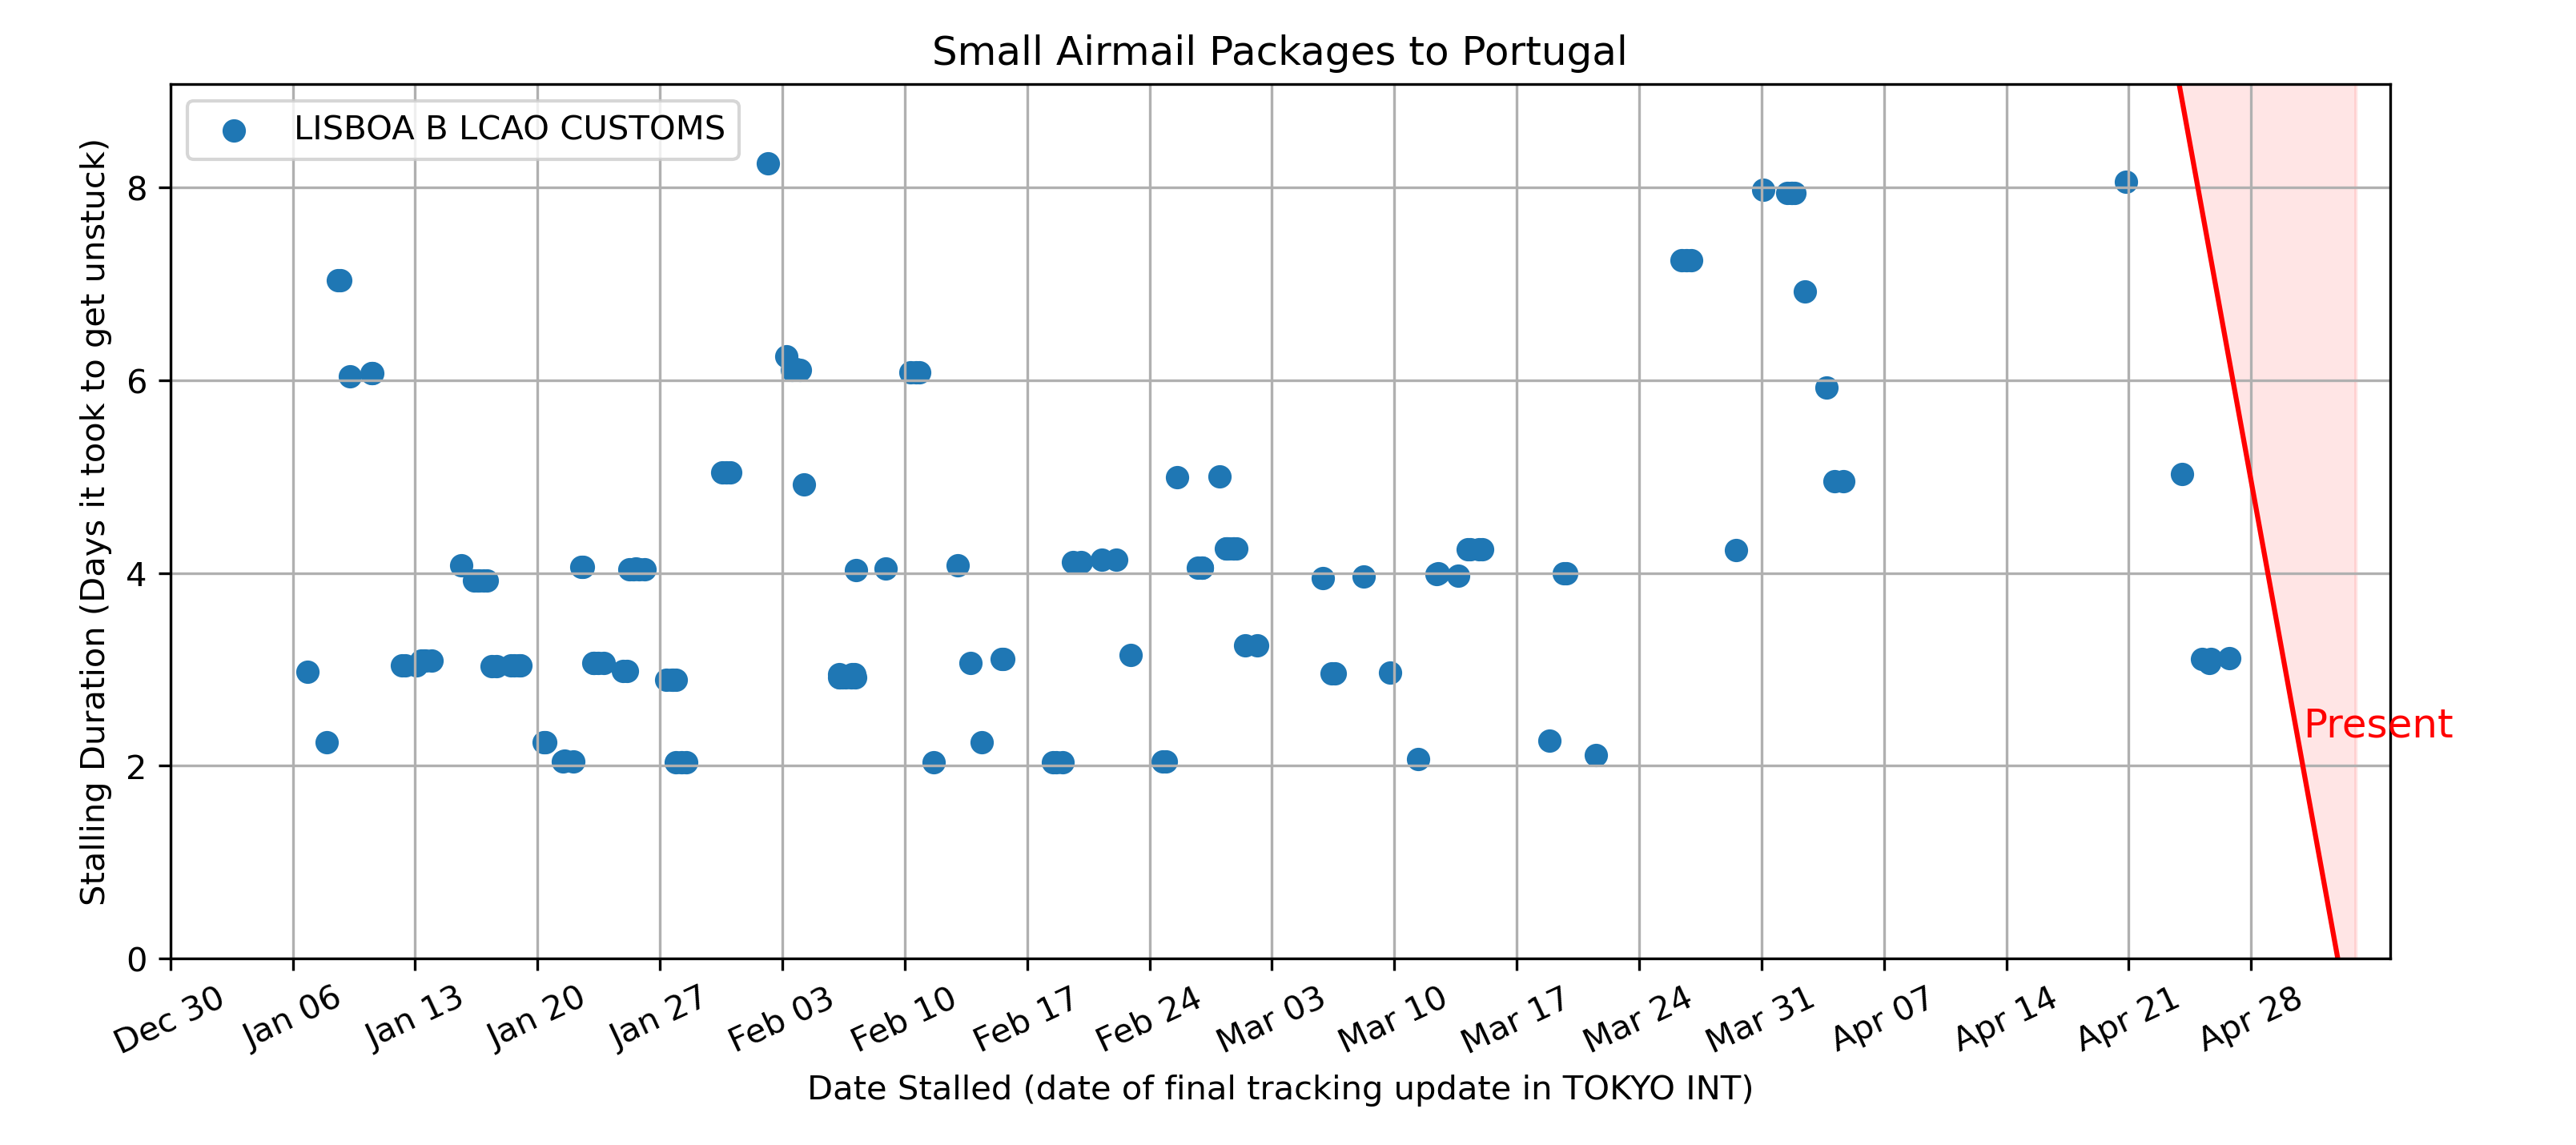 Small Airmail Packages to Portugal
LISBOA B LCAO CUSTOMS
Stalling Duration (Days it took to get unstuck)
8
6
4
2
0
Present
Dec 30
Jan 06
Jan 13
Jan 20
Jan 27
Feb 03
Feb 10
Feb 17
Feb 24
Mar 03
Mar 10
Mar 17
Mar 24
Mar 31
Apr 07
Apr 14
Apr 21
Apr 28
Date Stalled (date of final tracking update in TOKYO INT)